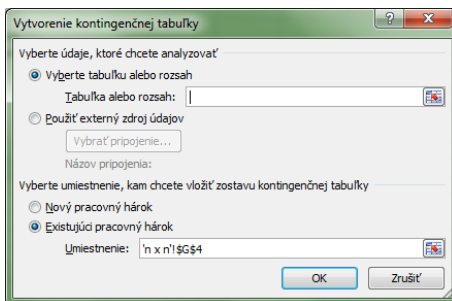 Vytvorenie kontingenčnej tabuľky
Vyberte údaje, ktoré chcete analyzovať
Vyberte tabuľku alebo rozsah
Tabuľka alebo rozsah:
Použiť externý zdroj údajov
Vybrať pripojenie...
Názov pripojenia:
Vyberte umiestnenie, kam chcete vložiť zostavu kontingenčnej tabuľky
Nový pracovný hárok
Existujúci pracovný hárok
Umiestnenie: 'n x n'!$G$4
OK Zrušiť